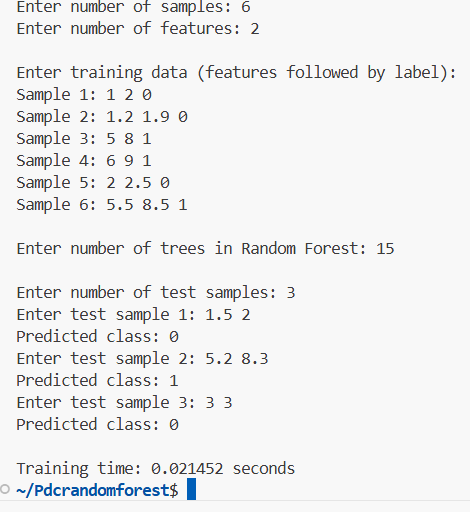 Enter number of samples: 6
Enter number of features: 2
Enter training data (features followed by label):
Sample 1: 1 2 0
Sample 2: 1.2 1.9 0
Sample 3: 5 8 1
Sample 4: 6 9 1
Sample 5: 2 2.5 0
Sample 6: 5.5 8.5 1
Enter number of trees in Random Forest: 15
Enter number of test samples: 3
Enter test sample 1: 1.5 2
Predicted class: 0
Enter test sample 2: 5.2 8.3
Predicted class: 1
Enter test sample 3: 3 3
Predicted class: 0
Training time: 0.021452 seconds
~/Pdcrandomforest$